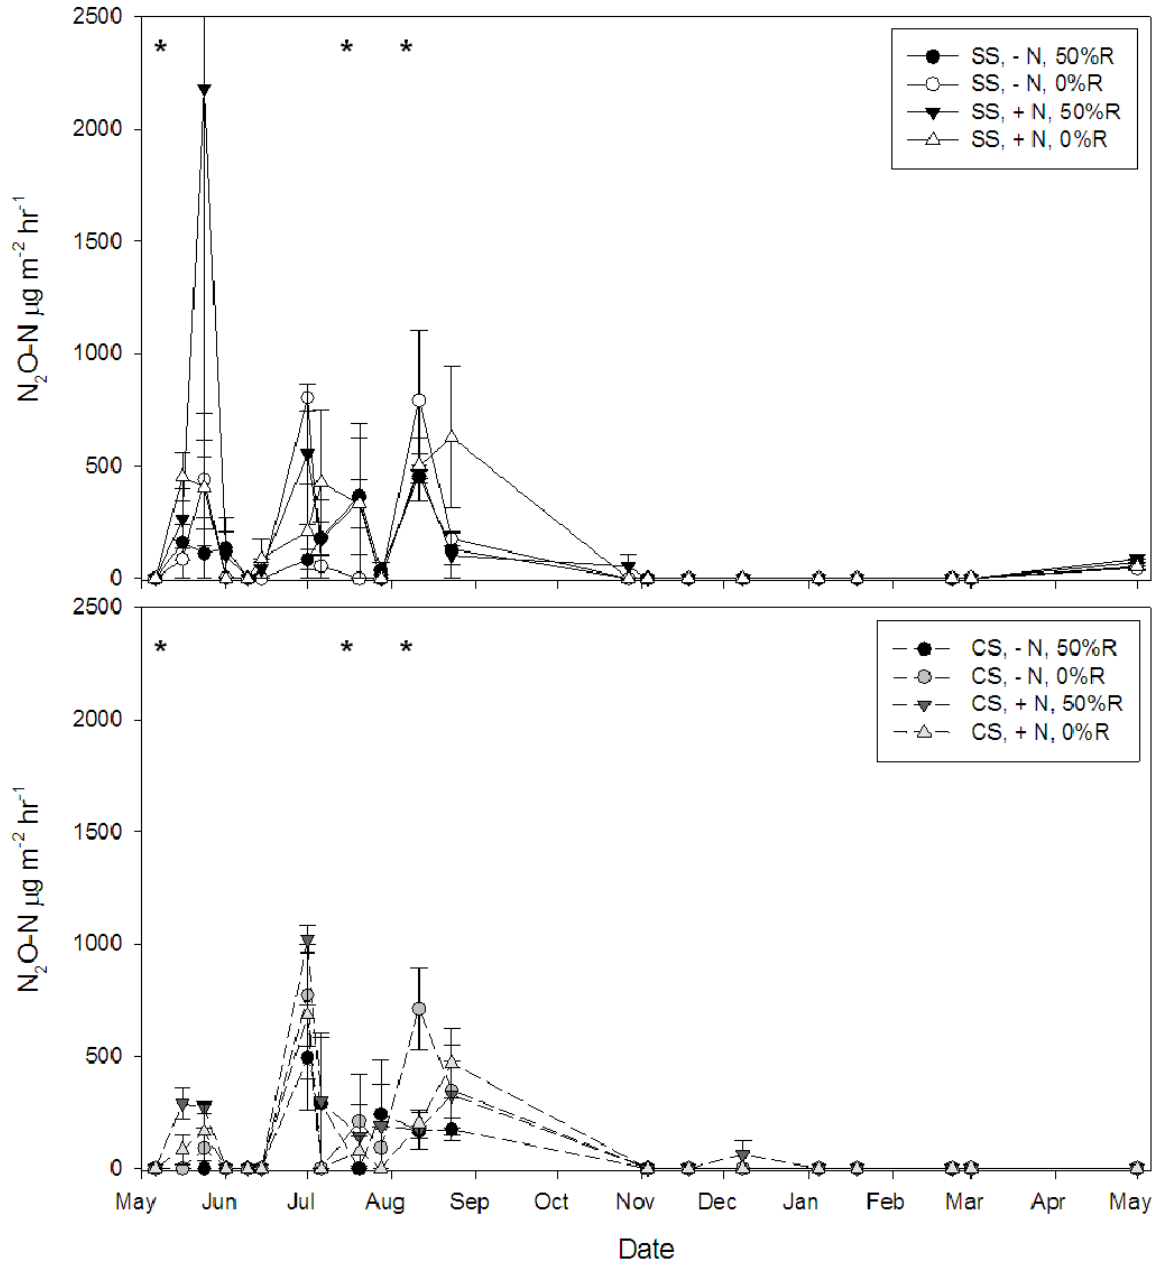 2500
2000
1500
1000
500
0
N₂O-N µg m⁻² hr⁻¹
* * *
SS, - N, 50%R
SS, - N, 0%R
SS, + N, 50%R
SS, + N, 0%R
2500
2000
1500
1000
500
0
N₂O-N µg m⁻² hr⁻¹
* * *
CS, - N, 50%R
CS, - N, 0%R
CS, + N, 50%R
CS, + N, 0%R
May Jun Jul Aug Sep Oct Nov Dec Jan Feb Mar Apr May
Date